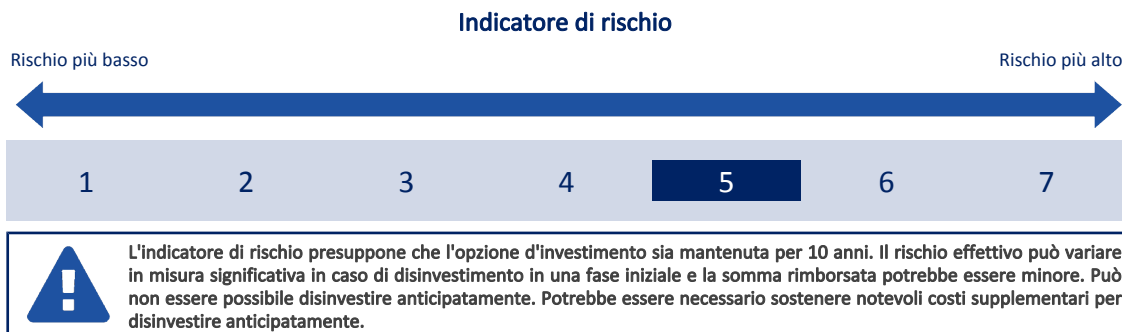 Indicatore di rischio
Rischio più basso
Rischio più alto
1 2 3 4 5 6 7
L'indicatore di rischio presuppone che l'opzione d'investimento sia mantenuta per 10 anni. Il rischio effettivo può variare
in misura significativa in caso di disinvestimento in una fase iniziale e la somma rimborsata potrebbe essere minore. Può
non essere possibile disinvestire anticipatamente. Potrebbe essere necessario sostenere notevoli costi supplementari per
disinvestire anticipatamente.